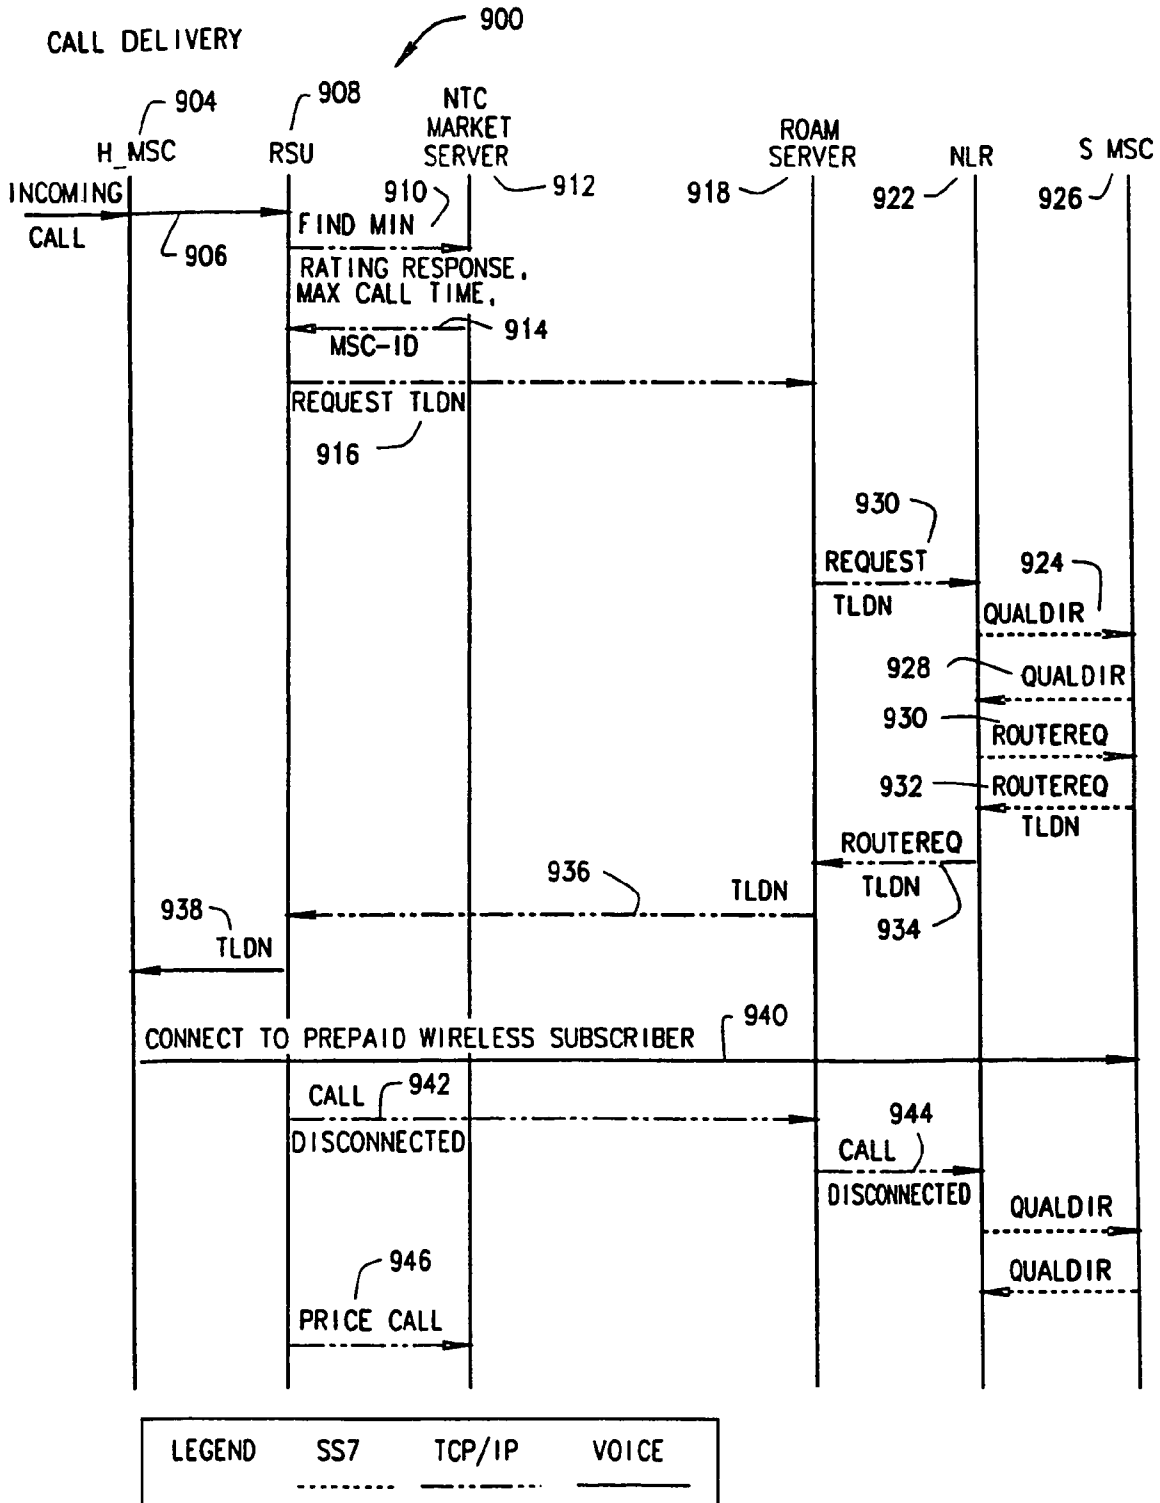 CALL DELIVERY
900
904
908
NTC
MARKET
SERVER
912
H_MSC
RSU
ROAM
SERVER
918
NLR
922
S MSC
926
INCOMING
CALL
906
910
FIND MIN
RATING RESPONSE,
MAX CALL TIME,
914
MSC-ID
REQUEST TLDN
916
930
REQUEST
TLDN
924
QUALDIR
928
QUALDIR
930
ROUTEREQ
932
ROUTEREQ
TLDN
ROUTEREQ
TLDN
934
936
TLDN
938
TLDN
940
CONNECT TO PREPAID WIRELESS SUBSCRIBER
CALL
942
DISCONNECTED
944
CALL
DISCONNECTED
QUALDIR
QUALDIR
946
PRICE CALL
LEGEND SS7 TCP/IP VOICE